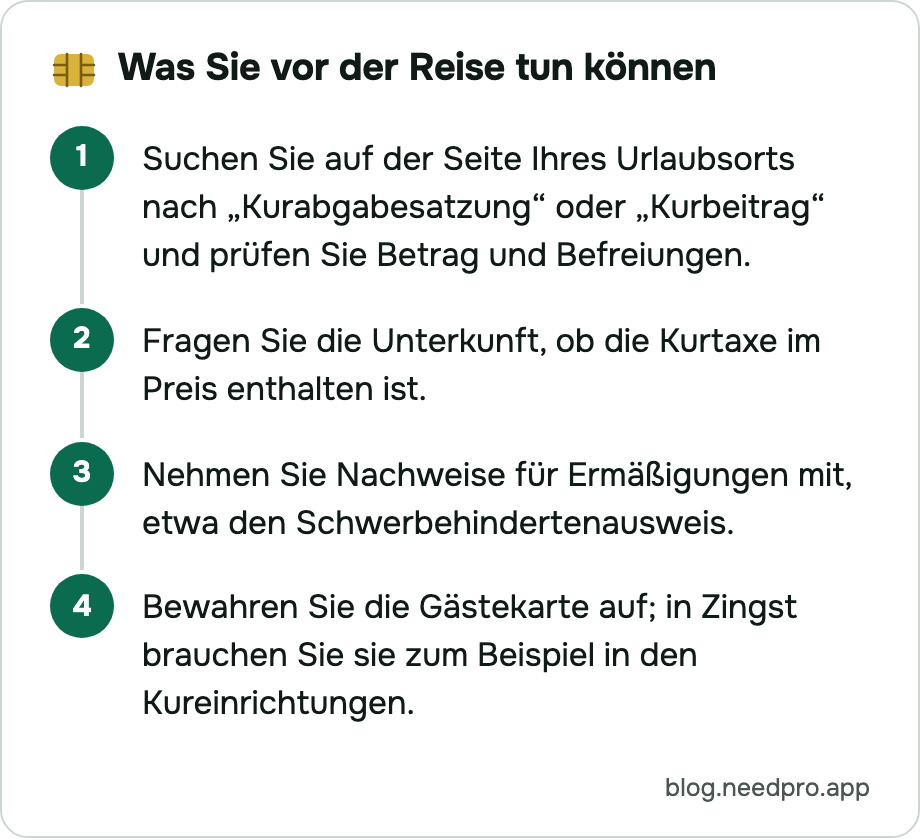 Was Sie vor der Reise tun können
1
Suchen Sie auf der Seite Ihres Urlaubsorts
nach „Kurabgabesatzung“ oder „Kurbeitrag“
und prüfen Sie Betrag und Befreiungen.
2
Fragen Sie die Unterkunft, ob die Kurtaxe im
Preis enthalten ist.
3
Nehmen Sie Nachweise für Ermäßigungen mit,
etwa den Schwerbehindertenausweis.
4
Bewahren Sie die Gästekarte auf; in Zingst
brauchen Sie sie zum Beispiel in den
Kureinrichtungen.
blog.needpro.app